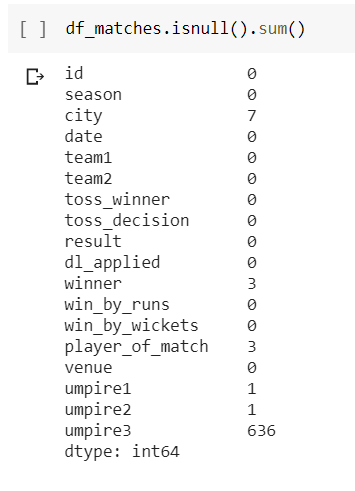 [ ] df_matches.isnull().sum()
id 0
season 0
city 7
date 0
team1 0
team2 0
toss_winner 0
toss_decision 0
result 0
dl_applied 0
winner 3
win_by_runs 0
win_by_wickets 0
player_of_match 3
venue 0
umpire1 1
umpire2 1
umpire3 636
dtype: int64